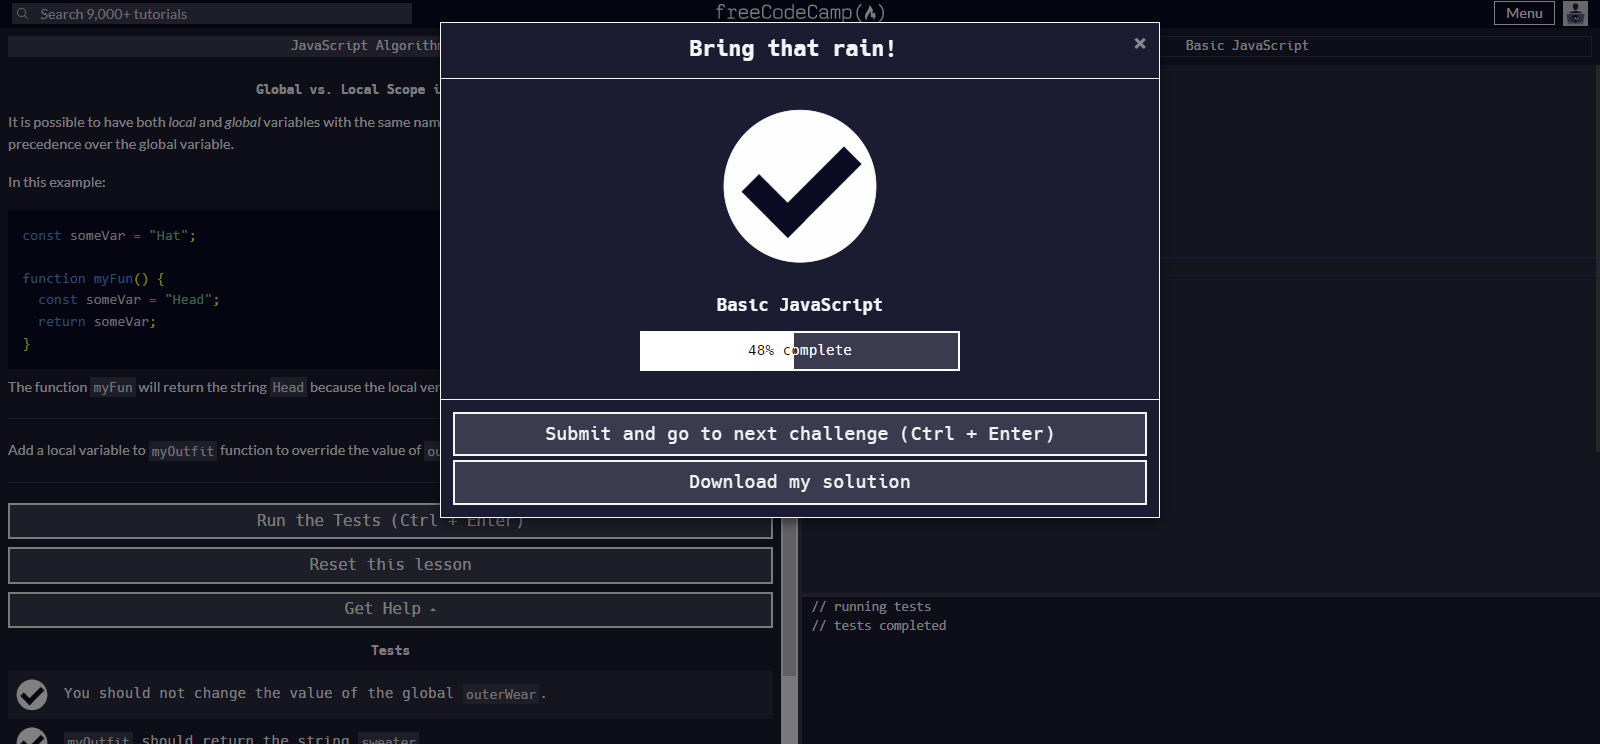 Search 9,000+ tutorials
freeCodeCamp
Menu
JavaScript Algorith
Basic JavaScript
Global vs. Local Scope i
It is possible to have both local and global variables with the same nam
precedence over the global variable.
In this example:
const someVar = "Hat";
function myFun() {
const someVar = "Head";
return someVar;
}
The function myFun will return the string Head because the local ver
Add a local variable to myOutfit function to override the value of ou
Run the Tests (Ctrl + Enter)
Reset this lesson
Get Help
Tests
You should not change the value of the global outerWear.
myOutfit should return the string sweater
Bring that rain!
×
Basic JavaScript
48% complete
Submit and go to next challenge (Ctrl + Enter)
Download my solution
// running tests
// tests completed